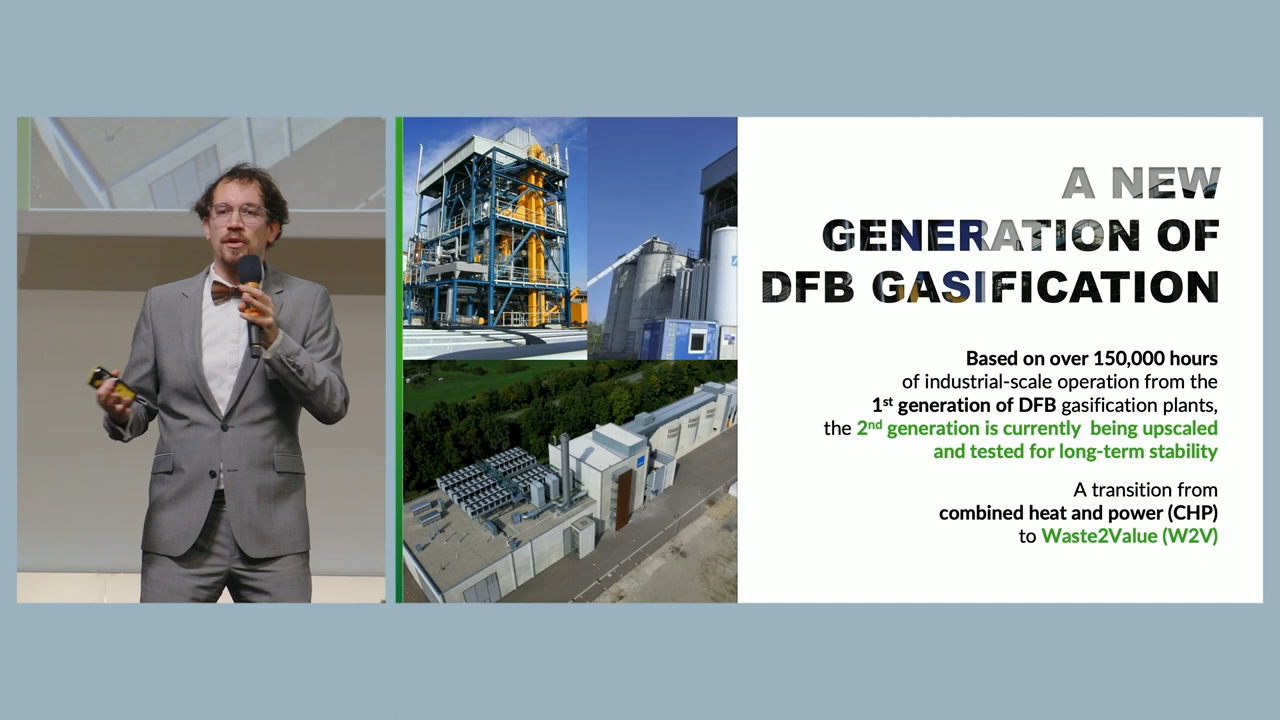 A NEW
GENERATION OF
DFB GASIFICATION
Based on over 150,000 hours
of industrial-scale operation from the
1st generation of DFB gasification plants,
the 2nd generation is currently being upscaled
and tested for long-term stability
A transition from
combined heat and power (CHP)
to Waste2Value (W2V)